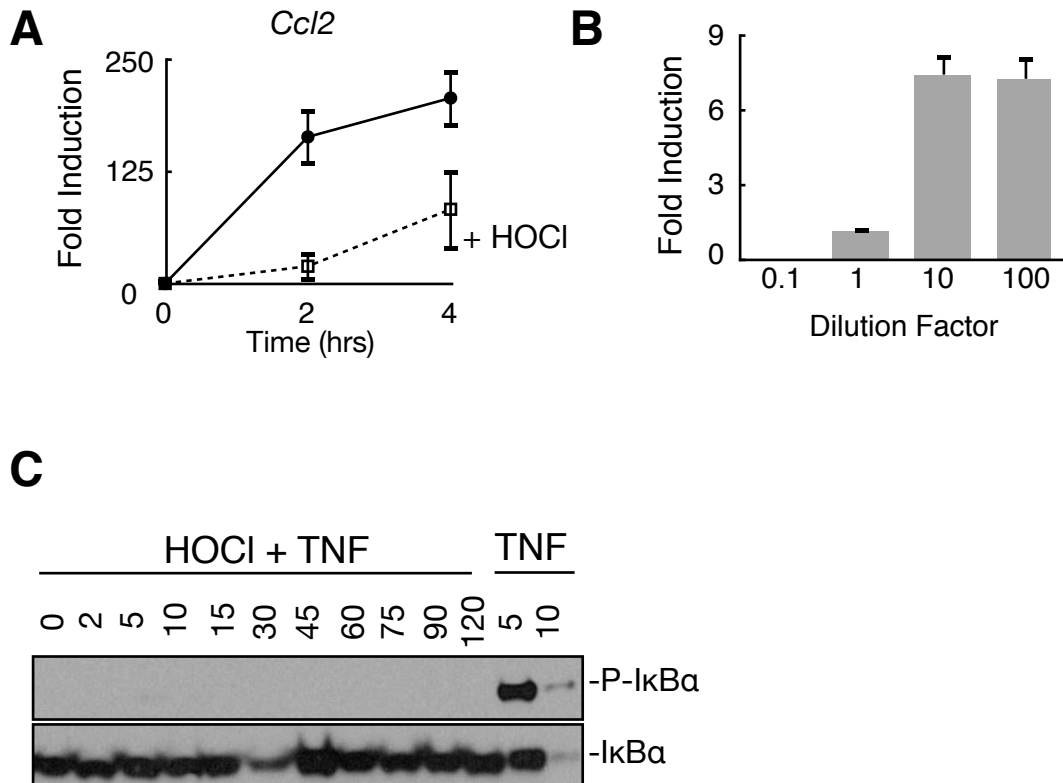 A
Ccl2
Fold Induction
250
125
0
+ HOCl
0 2 4
Time (hrs)
B
Fold Induction
9
6
3
0
0.1 1 10 100
Dilution Factor
C
HOCl + TNF TNF
0 2 5 10 15 30 45 60 75 90 120 5 10
-P-IκBα
-IκBα